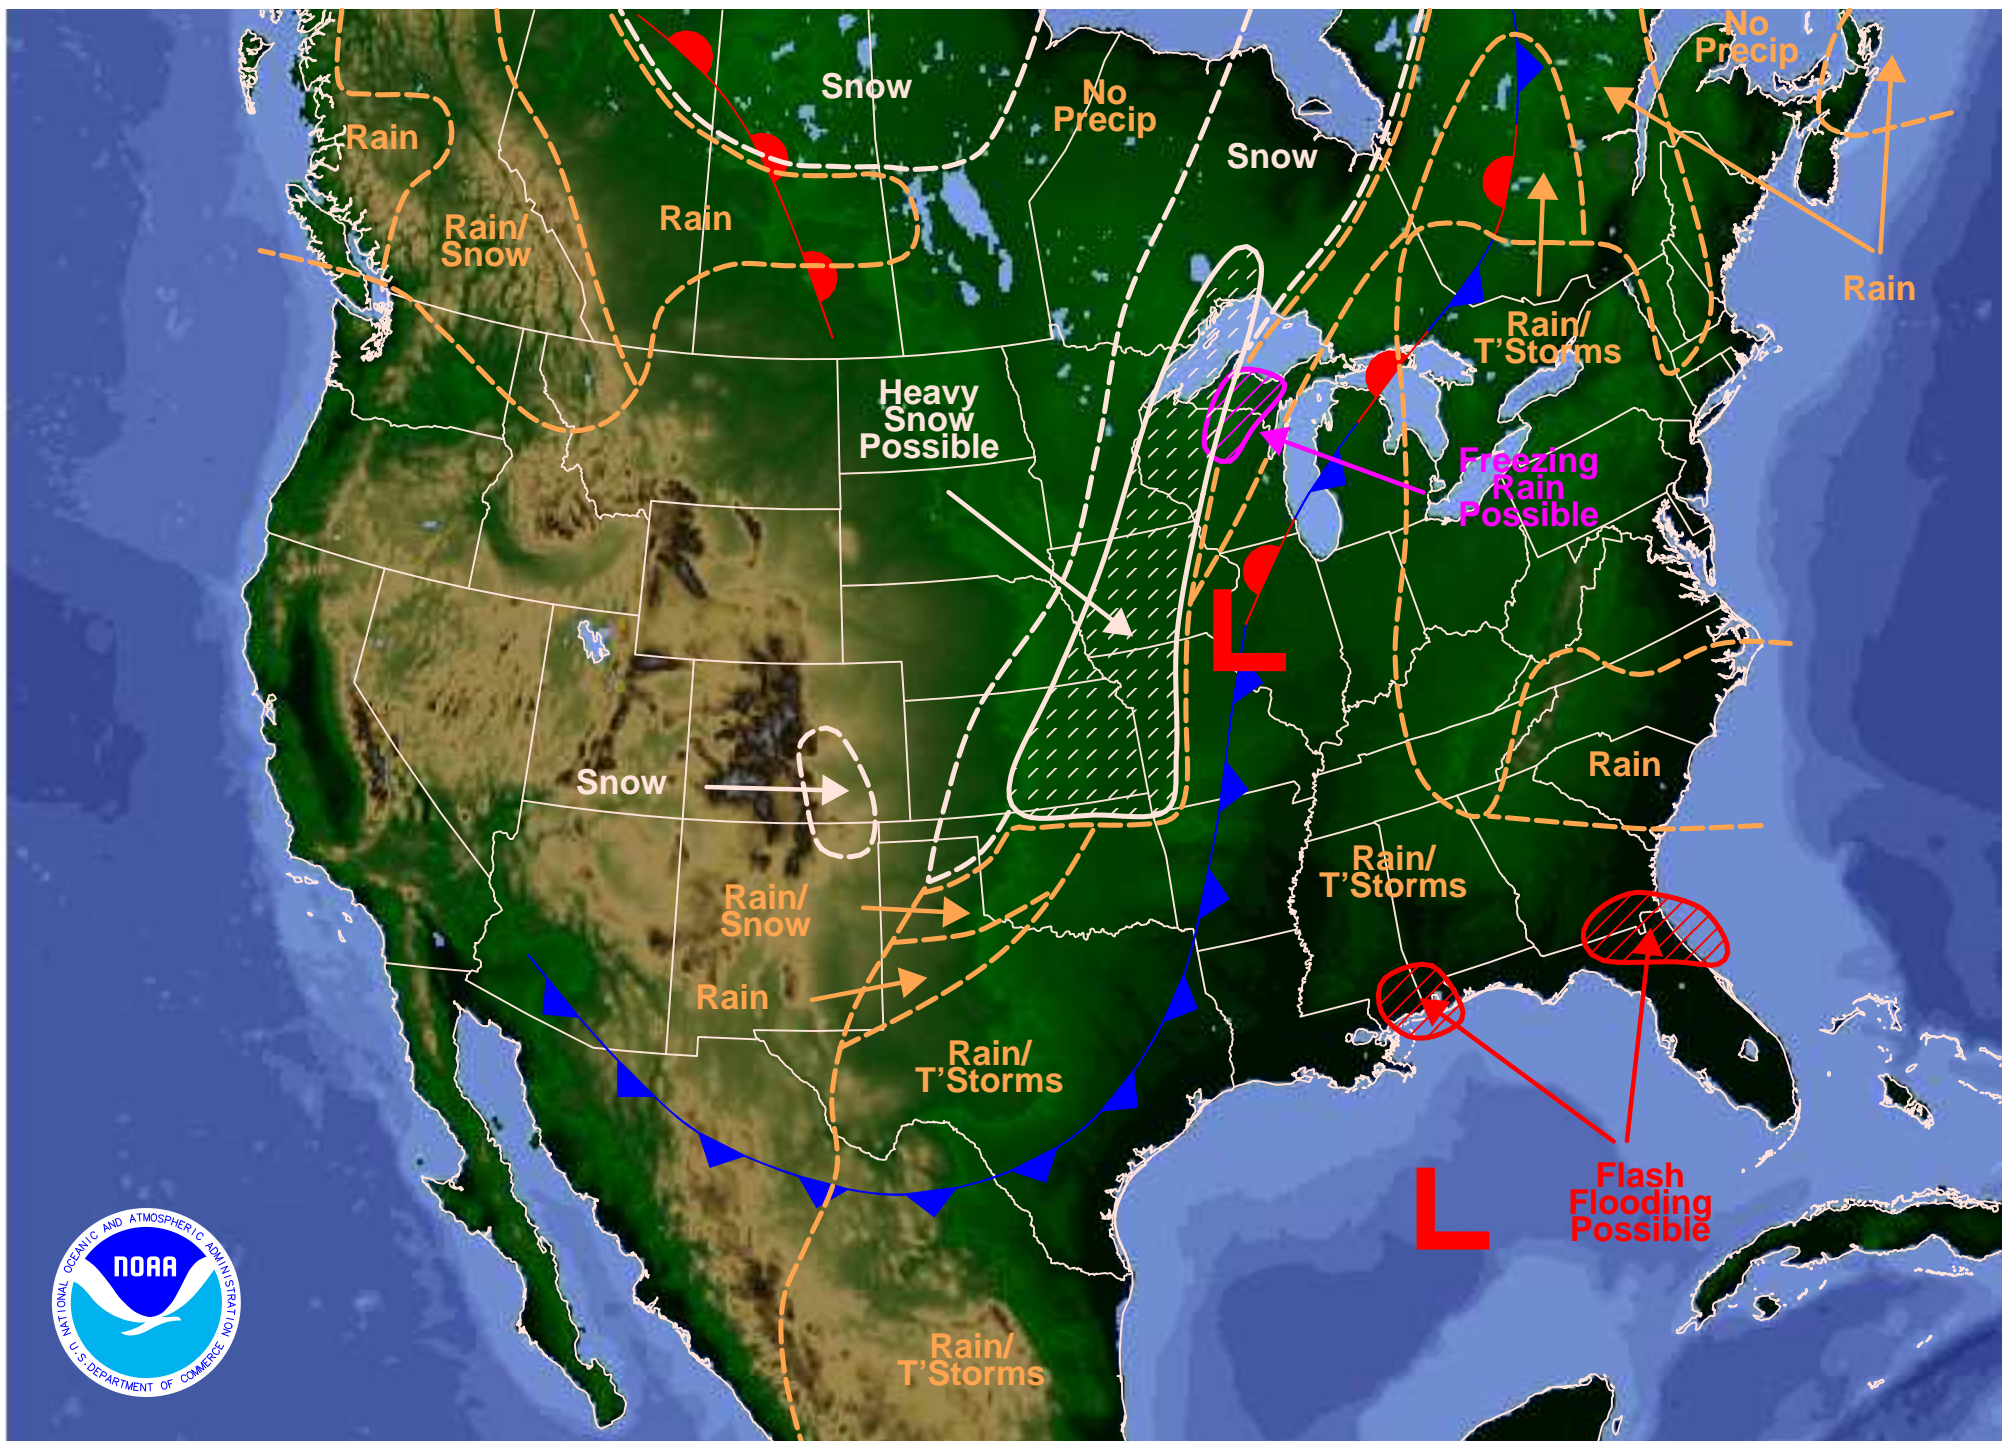 No
Precip
Snow
No
Precip
Rain
Snow
Rain
Rain/
Snow
Rain
Rain/
T'Storms
Heavy
Snow
Possible
Freezing
Rain
Possible
Snow
Rain
Rain/
T'Storms
Rain/
Snow
Rain
Rain/
T'Storms
L
L
Flash
Flooding
Possible
Rain/
T'Storms
NATIONAL OCEANIC AND ATMOSPHERIC ADMINISTRATION
NOAA
U.S. DEPARTMENT OF COMMERCE